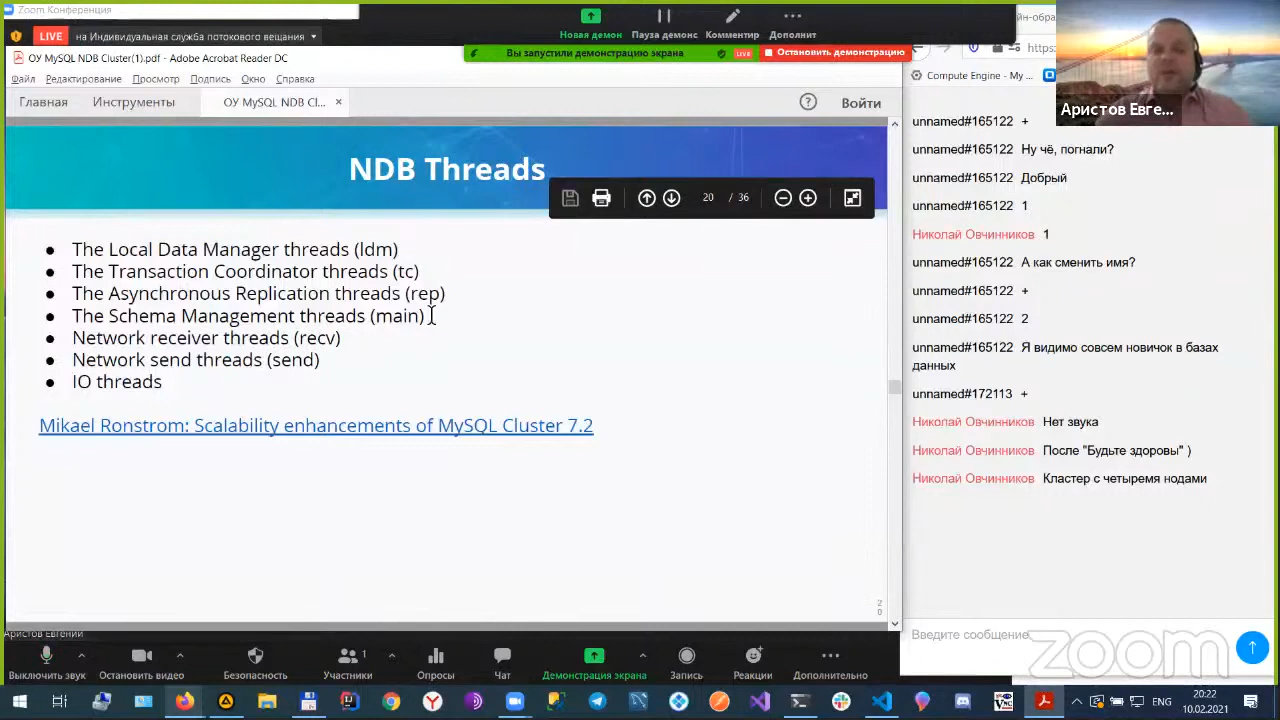 Zoom Конференция
LIVE на Индивидуальная служба потокового вещания
Новая демон Пауза демонс Комментир Дополнит
Вы запустили демонстрацию экрана LIVE Остановить демонстрацию
ОУ MySQL NDB Cluster(1).pdf - Adobe Acrobat Reader DC
Файл Редактирование Просмотр Подпись Окно Справка
Главная Инструменты ОУ MySQL NDB Cl... × Войти
NDB Threads
20 / 36
● The Local Data Manager threads (ldm)
● The Transaction Coordinator threads (tc)
● The Asynchronous Replication threads (rep)
● The Schema Management threads (main)
● Network receiver threads (recv)
● Network send threads (send)
● IO threads
Mikael Ronstrom: Scalability enhancements of MySQL Cluster 7.2
20
йн-обра
https:
Compute Engine - My ...
Аристов Евге...
unnamed#165122 +
unnamed#165122 Ну чё, погнали?
unnamed#165122 Добрый
unnamed#165122 1
Николай Овчинников 1
unnamed#165122 А как сменить имя?
unnamed#165122 +
unnamed#165122 2
unnamed#165122 Я видимо совсем новичок в базах
данных
unnamed#172113 +
Николай Овчинников Нет звука
Николай Овчинников После "Будьте здоровы" )
Николай Овчинников Кластер с четыремя нодами
Введите сообщение
zoom
Аристов Евгений
1
Выключить звук Остановить видео Безопасность Участники Опросы Чат Демонстрация экрана Запись Реакции Дополнительно
ENG
20:22
10.02.2021